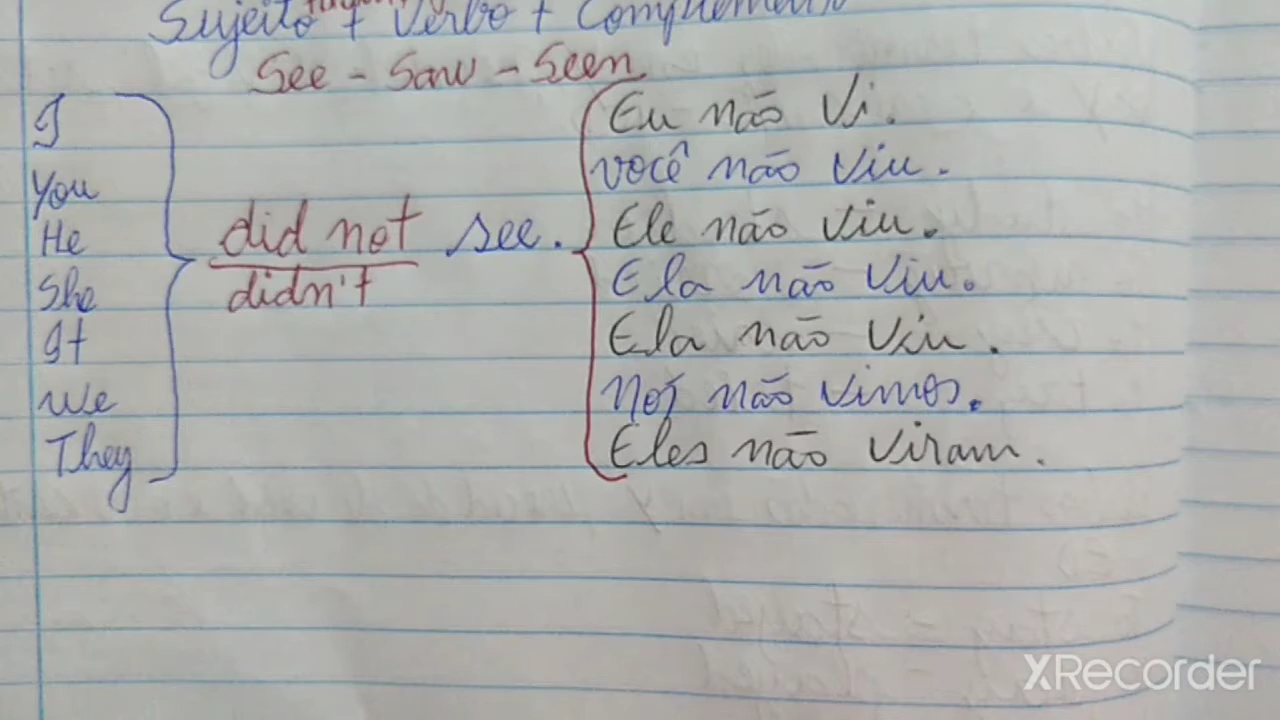 Sujeito + Verbo + Complemento
See - Saw - Seen
I
You
He
She
It
We
They
did not see.
didn't
Eu não vi.
você não viu.
Ele não viu.
Ela não viu.
Ela não viu.
Nós não vimos.
Eles não viram.
XRecorder